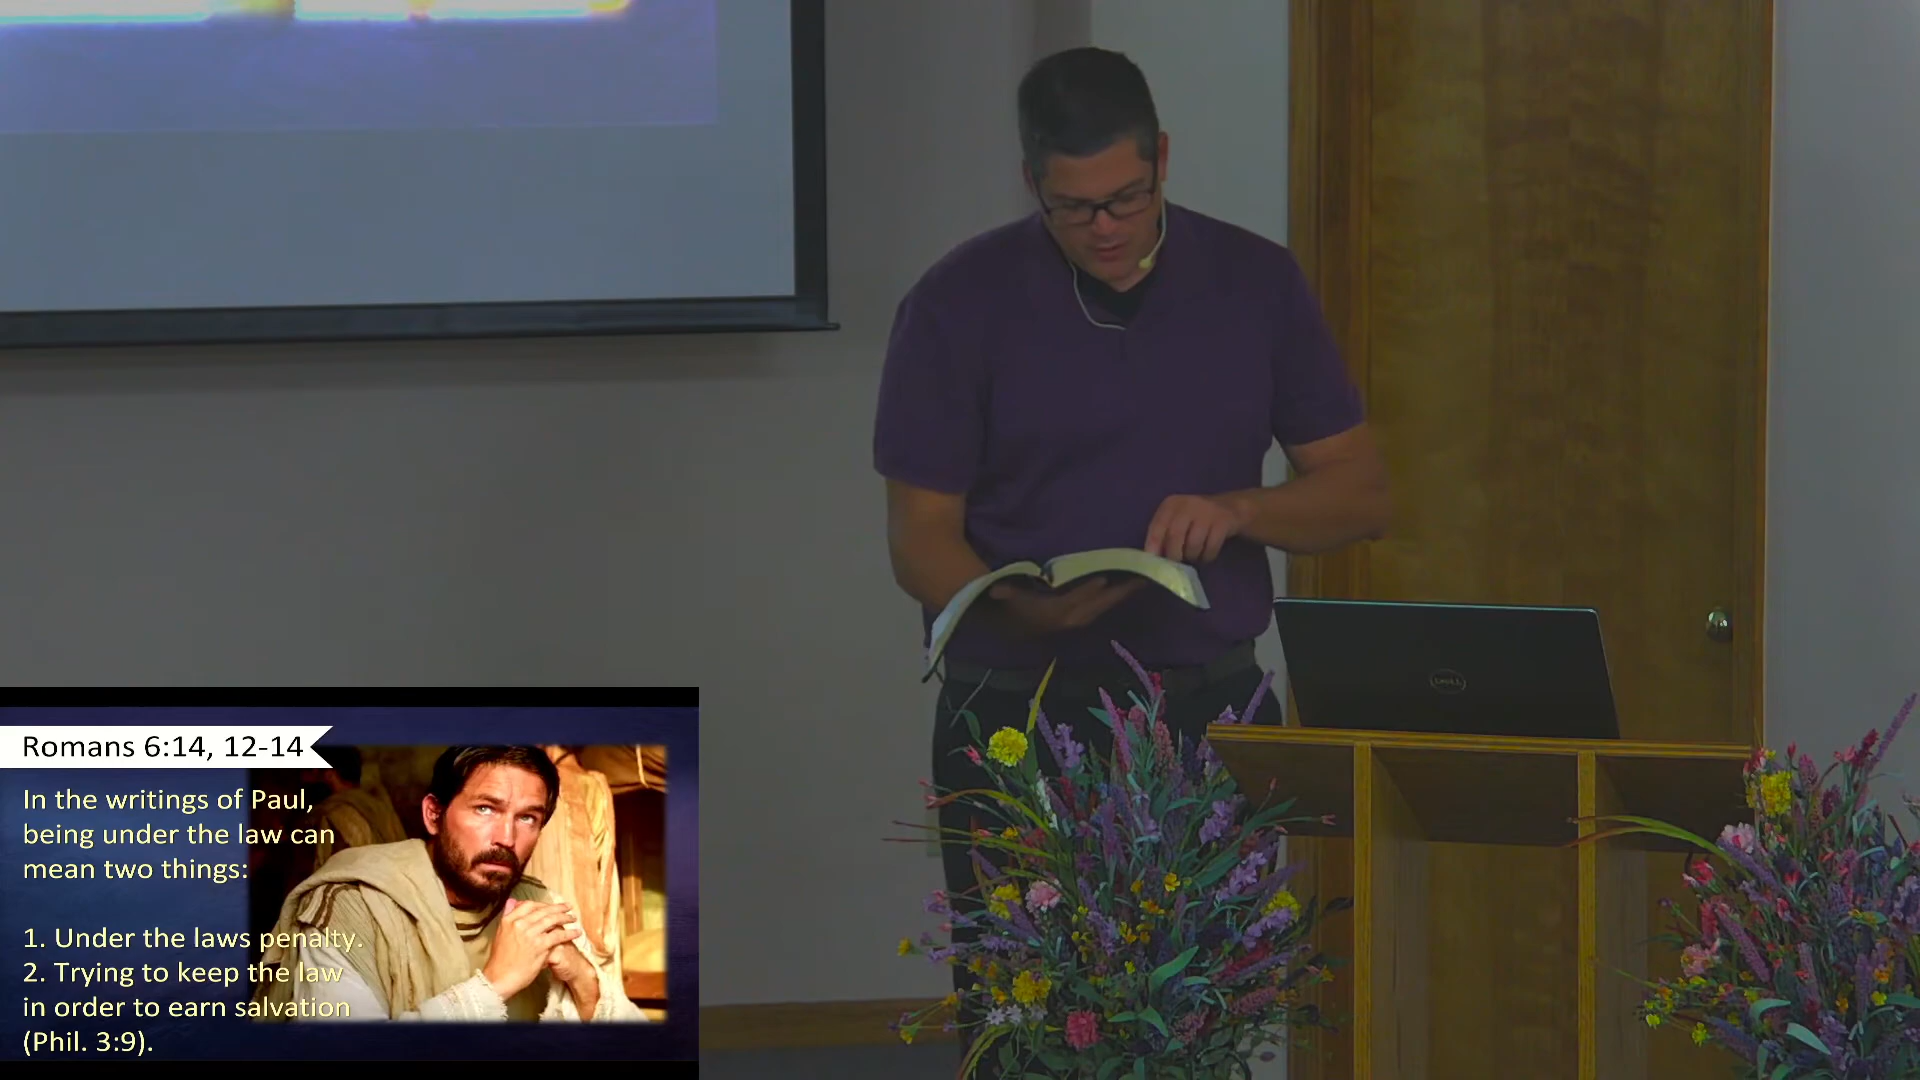 Romans 6:14, 12-14
In the writings of Paul,
being under the law can
mean two things:
1. Under the laws penalty.
2. Trying to keep the law
in order to earn salvation
(Phil. 3:9).
DELL